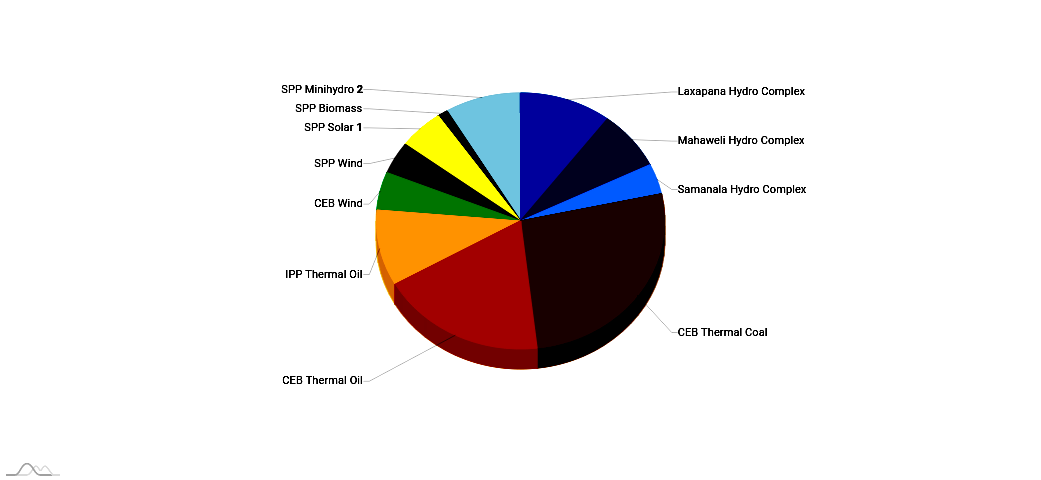 SPP Minihydro 2
SPP Biomass
SPP Solar 1
SPP Wind
CEB Wind
IPP Thermal Oil
CEB Thermal Oil
Laxapana Hydro Complex
Mahaweli Hydro Complex
Samanala Hydro Complex
CEB Thermal Coal